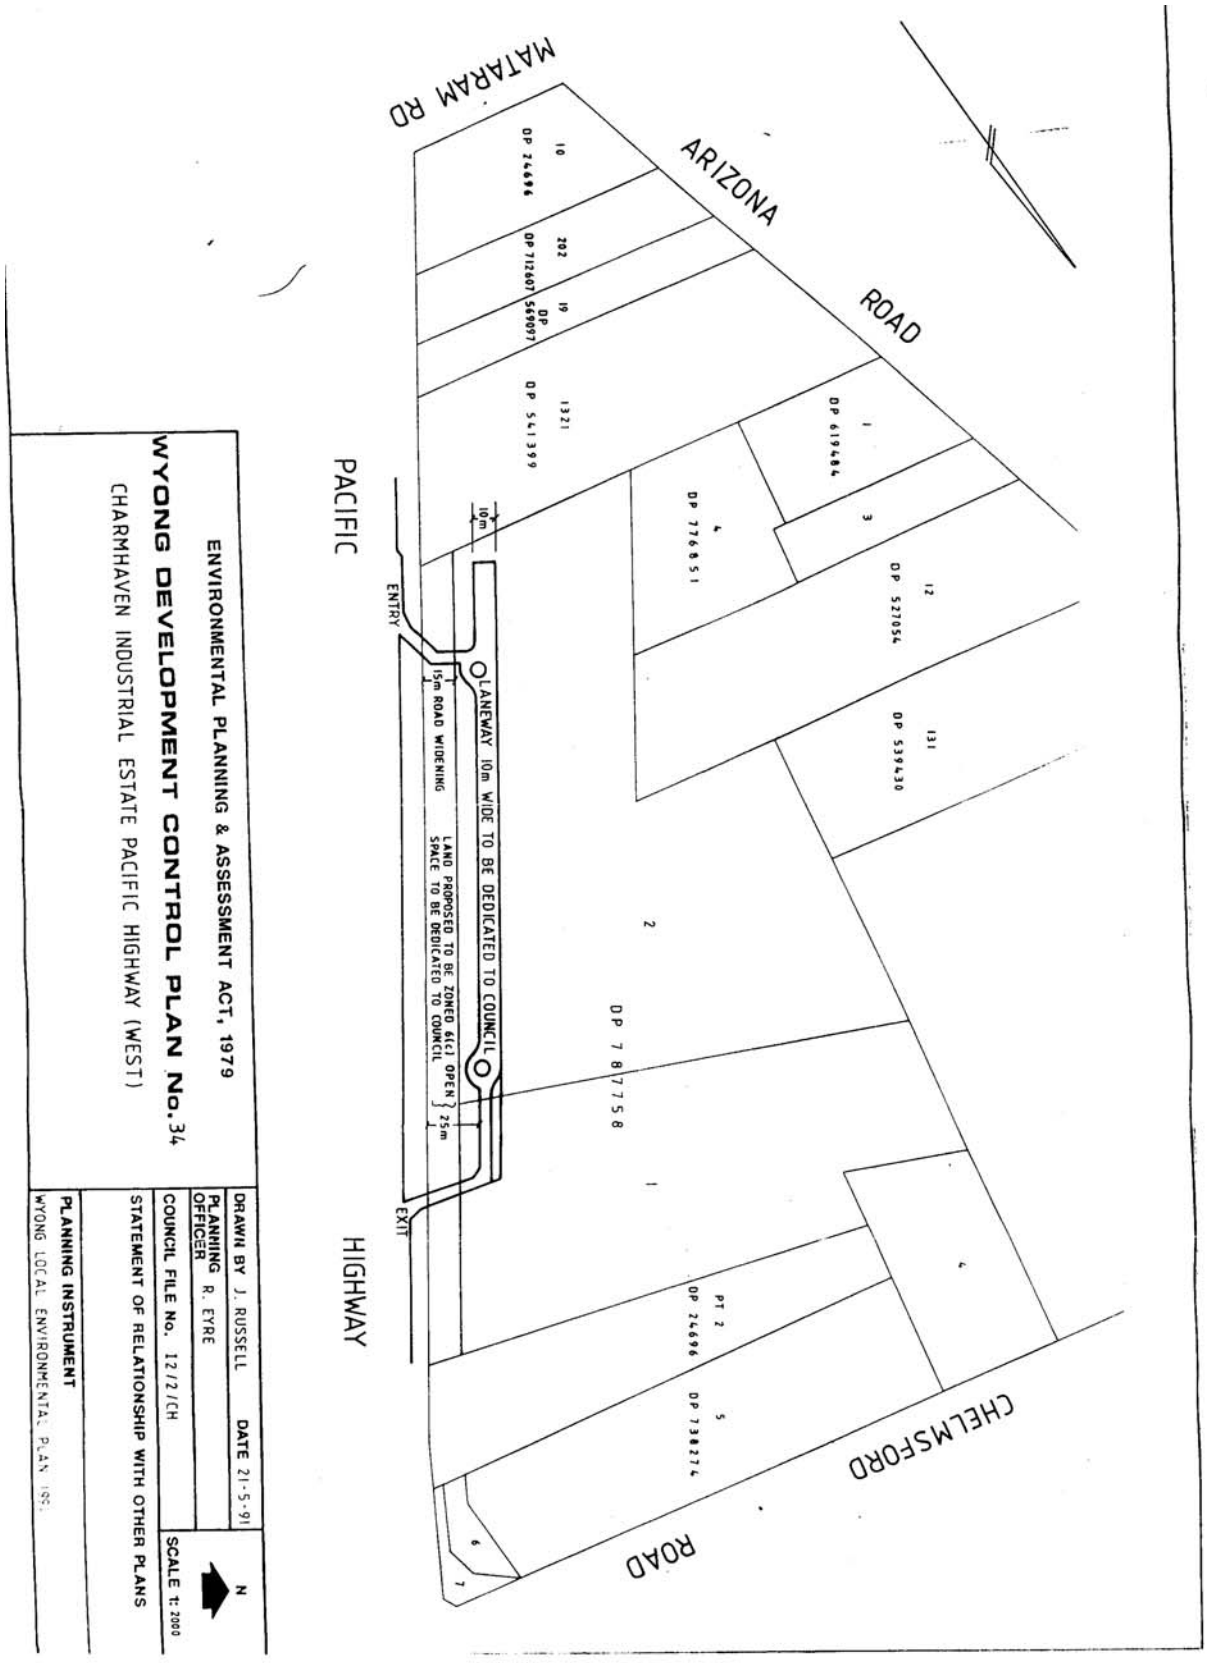 MATARAM RD
ARIZONA
ROAD
10
DP 24696
202
DP 712607
19
DP
569097
1321
DP 541399
1
DP 619484
3
4
DP 776851
12
DP 527054
131
DP 539430
2
DP 787758
1
4
PT 2
DP 24696
5
DP 738274
6
7
CHELMSFORD
ROAD
10m
LANEWAY 10m WIDE TO BE DEDICATED TO COUNCIL
15m ROAD WIDENING
LAND PROPOSED TO BE ZONED 6(c) OPEN
SPACE TO BE DEDICATED TO COUNCIL
25m
ENTRY
EXIT
PACIFIC
HIGHWAY
ENVIRONMENTAL PLANNING & ASSESSMENT ACT, 1979
WYONG DEVELOPMENT CONTROL PLAN No.34
CHARMHAVEN INDUSTRIAL ESTATE PACIFIC HIGHWAY (WEST)
DRAWN BY J. RUSSELL DATE 21·5·91
PLANNING
OFFICER R. EYRE
COUNCIL FILE No. 12/2/CH
N
SCALE 1: 2000
STATEMENT OF RELATIONSHIP WITH OTHER PLANS
PLANNING INSTRUMENT
WYONG LOCAL ENVIRONMENTAL PLAN